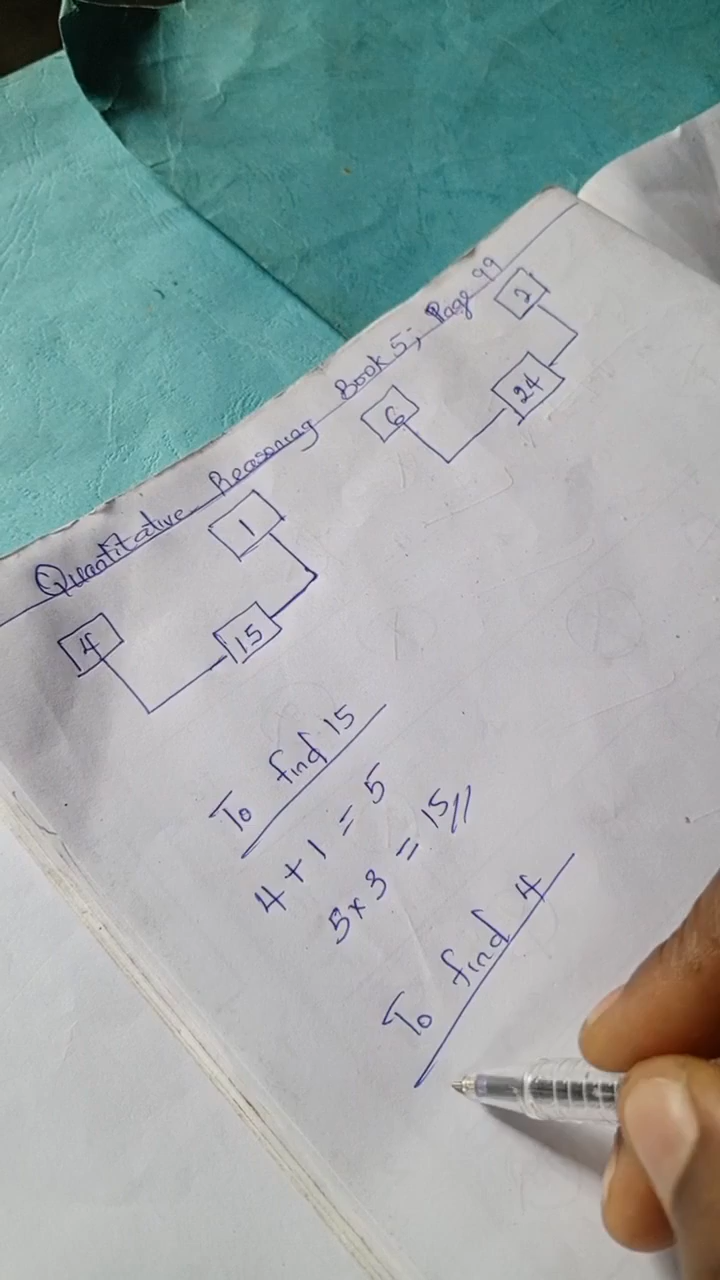 Quantitative Reasoning Book 5; Page 99
1
4
15
2
6
24
To find 15
4 + 1 = 5
5 x 3 = 15//
To find 4